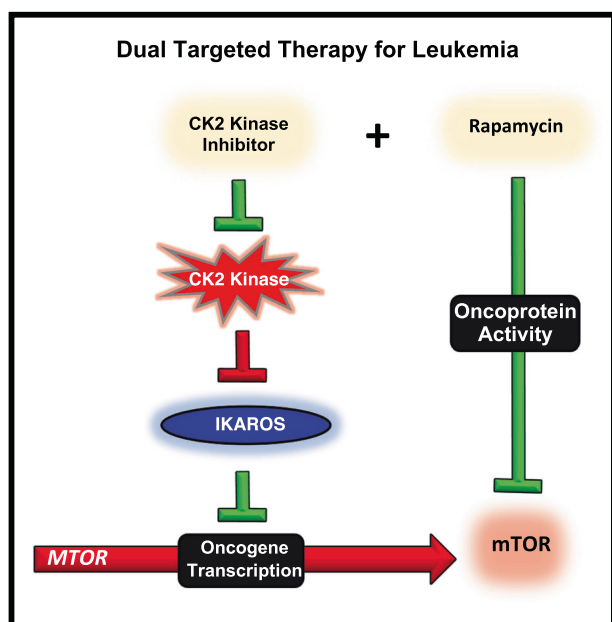 Dual Targeted Therapy for Leukemia
CK2 Kinase
Inhibitor
+
Rapamycin
CK2 Kinase
Oncoprotein
Activity
IKAROS
MTOR
Oncogene
Transcription
mTOR